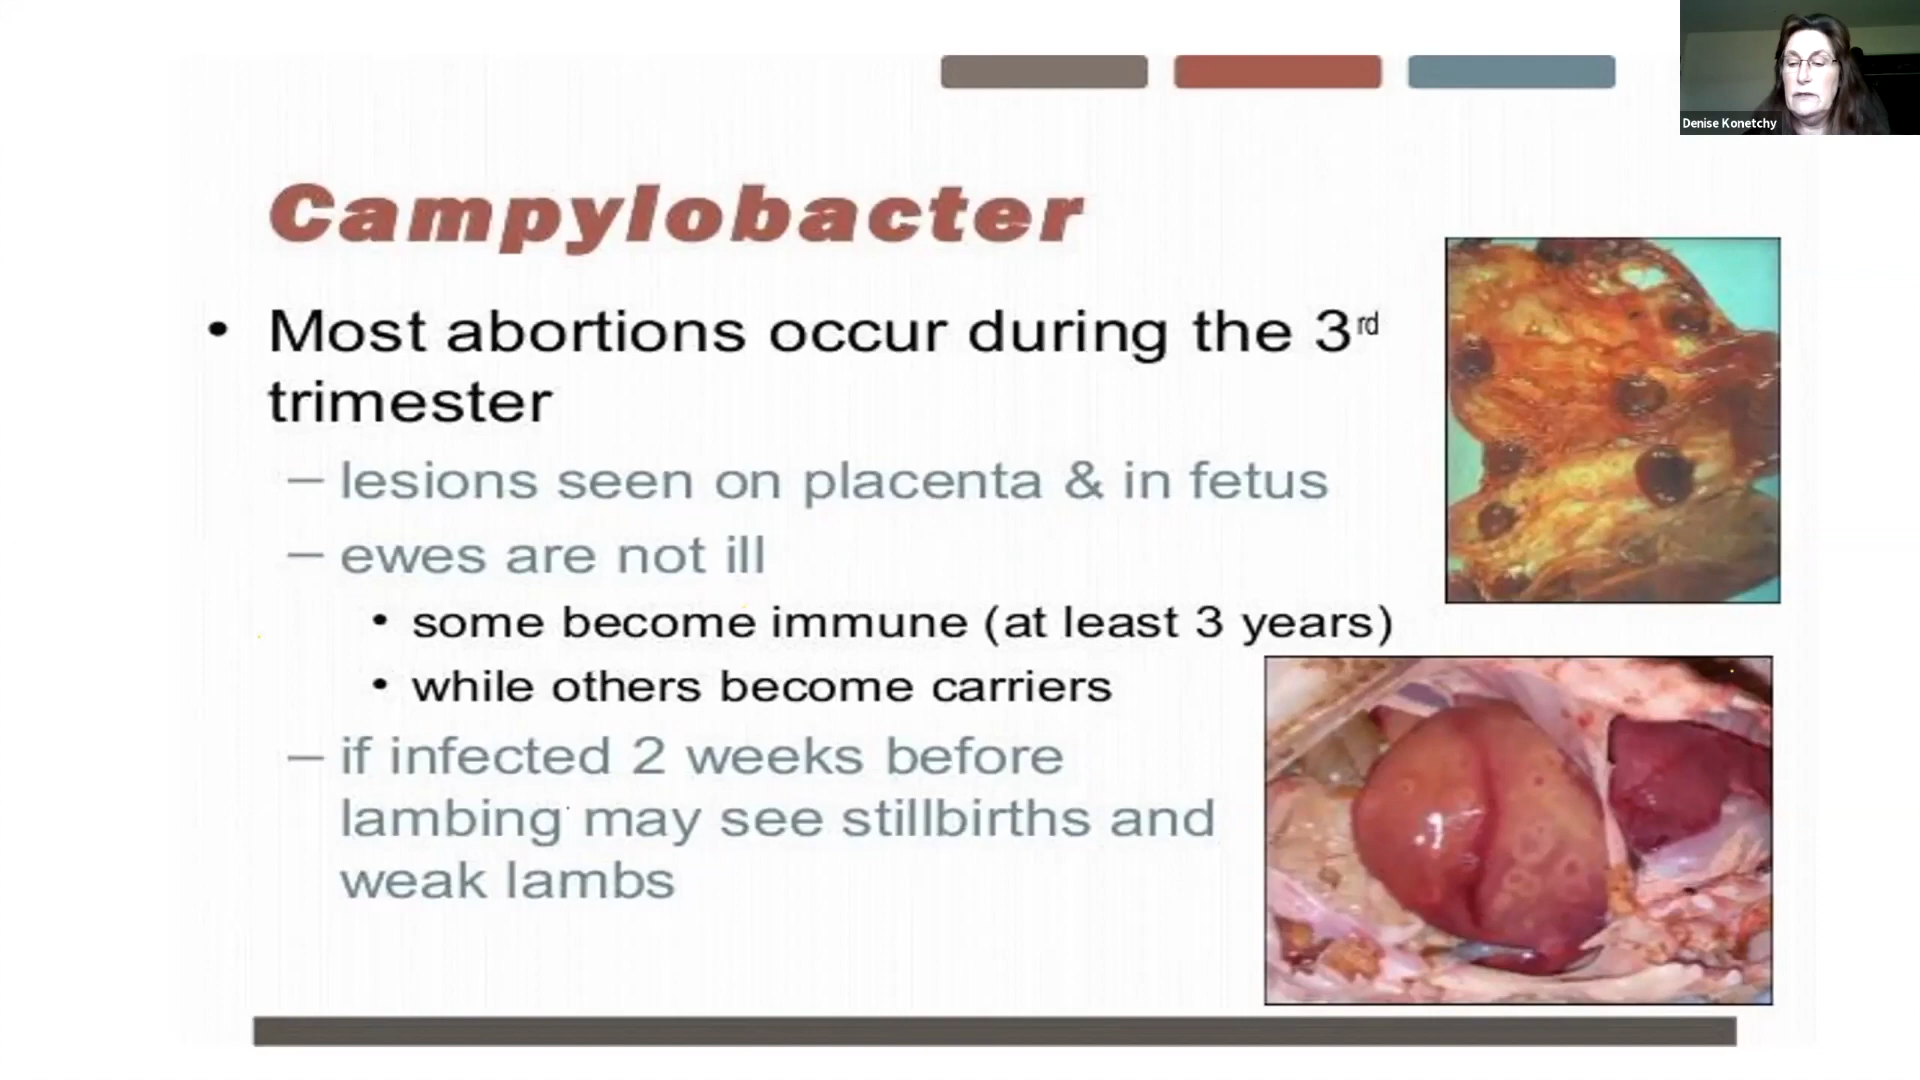 Denise Konetchy
Campylobacter
• Most abortions occur during the 3rd
trimester
– lesions seen on placenta & in fetus
– ewes are not ill
• some become immune (at least 3 years)
• while others become carriers
– if infected 2 weeks before
lambing may see stillbirths and
weak lambs